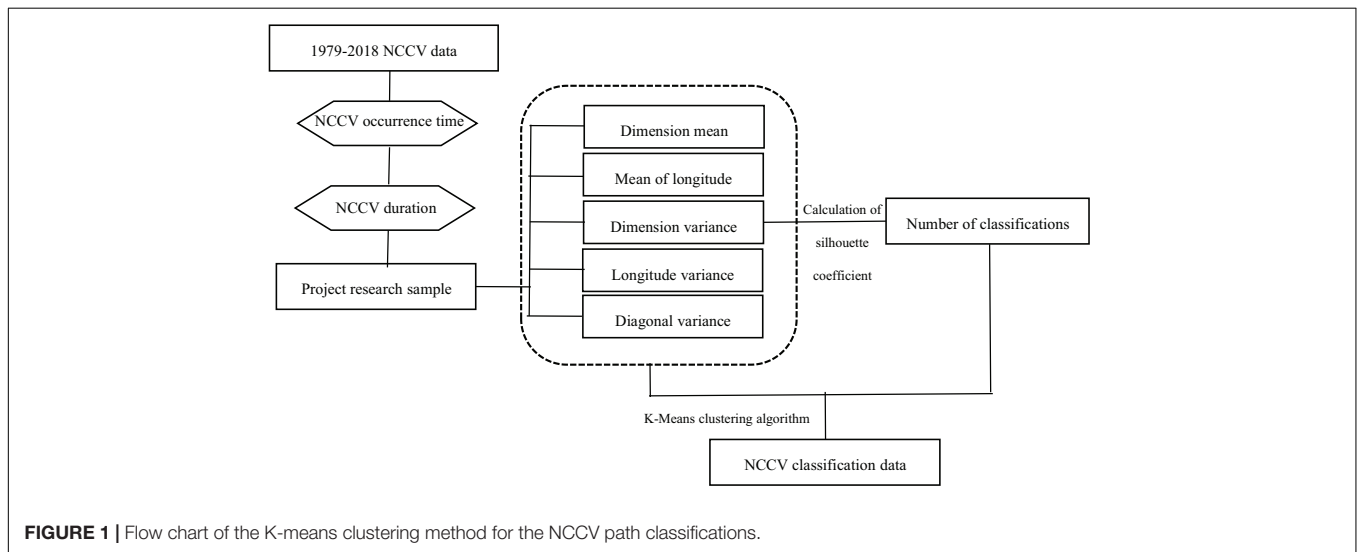 1979-2018 NCCV data
NCCV occurrence time
NCCV duration
Project research sample
Dimension mean
Mean of longitude
Dimension variance
Longitude variance
Diagonal variance
Calculation of
silhouette
coefficient
Number of classifications
K-Means clustering algorithm
NCCV classification data
FIGURE 1 | Flow chart of the K-means clustering method for the NCCV path classifications.